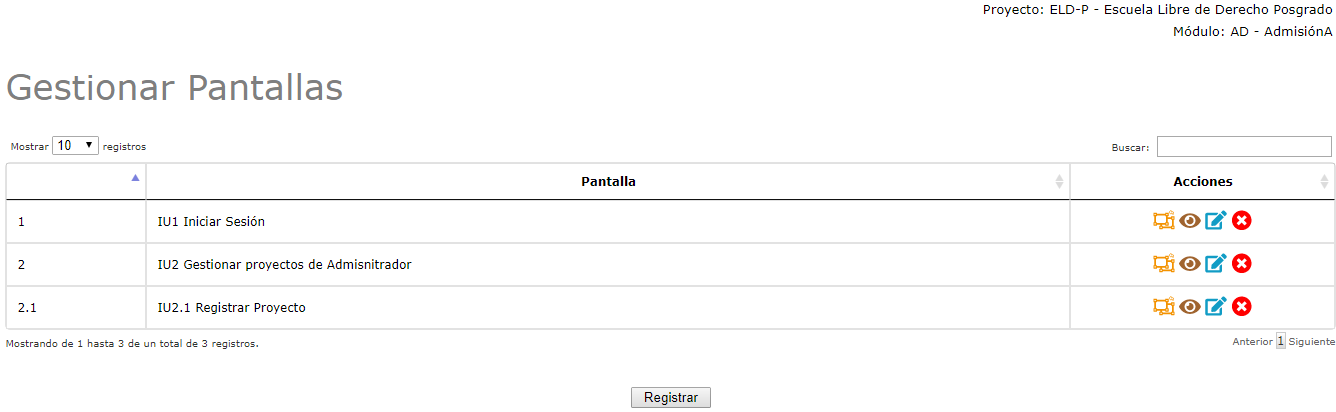 Proyecto: ELD-P - Escuela Libre de Derecho Posgrado
Módulo: AD - AdmisiónA
Gestionar Pantallas
Mostrar 10 registros Buscar:
Pantalla Acciones
1 IU1 Iniciar Sesión
2 IU2 Gestionar proyectos de Admisnitrador
2.1 IU2.1 Registrar Proyecto
Mostrando de 1 hasta 3 de un total de 3 registros. Anterior 1 Siguiente
Registrar